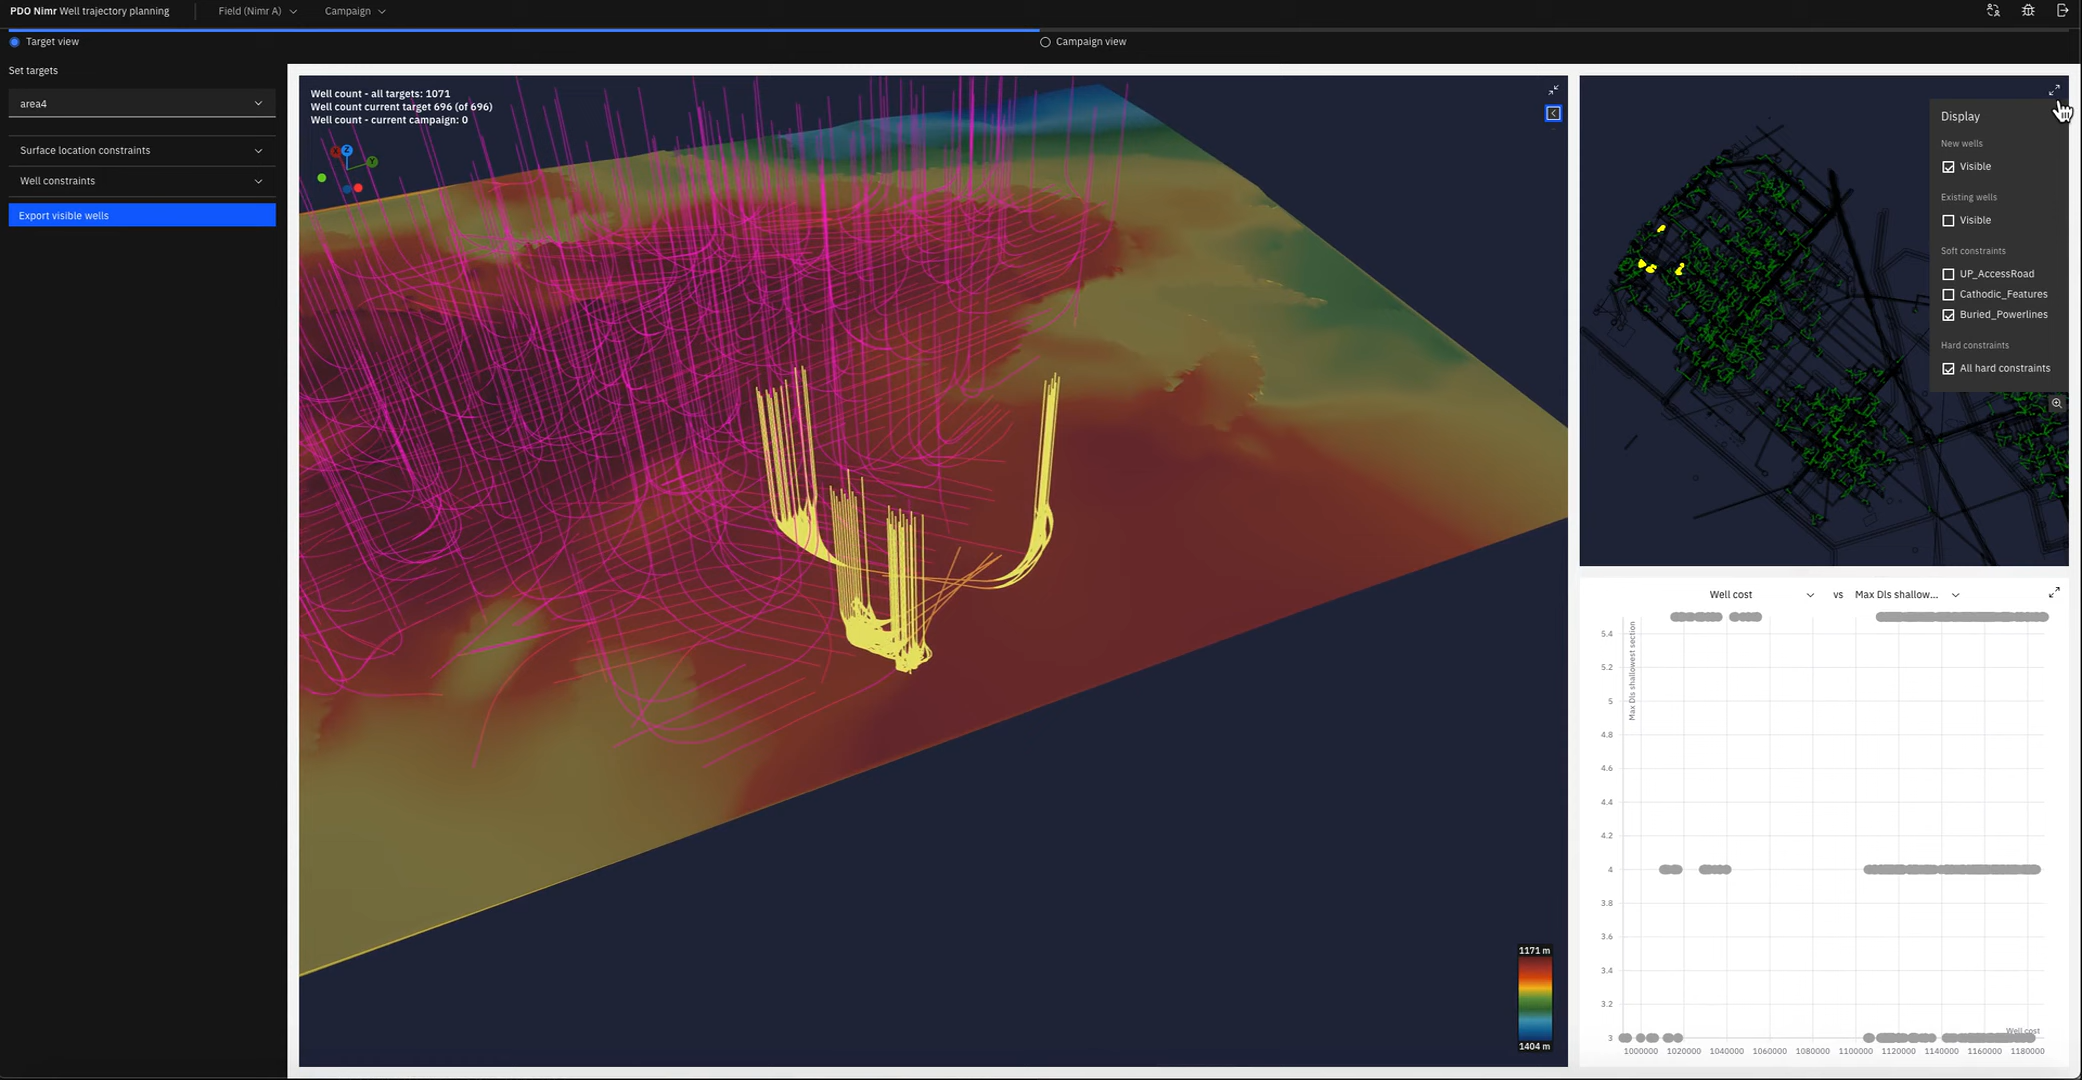 PDO Nimr Well trajectory planning
Field (Nimr A)
Campaign
Target view
Campaign view
Set targets
area4
Surface location constraints
Well constraints
Export visible wells
Well count - all targets: 1071
Well count current target 696 (of 696)
Well count - current campaign: 0
X
Z
Y
1171 m
1404 m
Display
New wells
Visible
Existing wells
Visible
Soft constraints
UP_AccessRoad
Cathodic_Features
Buried_Powerlines
Hard constraints
All hard constraints
Well cost vs Max Dls shallow...
Max Dls shallowest section
5.4
5.2
5
4.8
4.6
4.4
4.2
4
3.8
3.6
3.4
3.2
3
Well cost
1000000 1020000 1040000 1060000 1080000 1100000 1120000 1140000 1160000 1180000